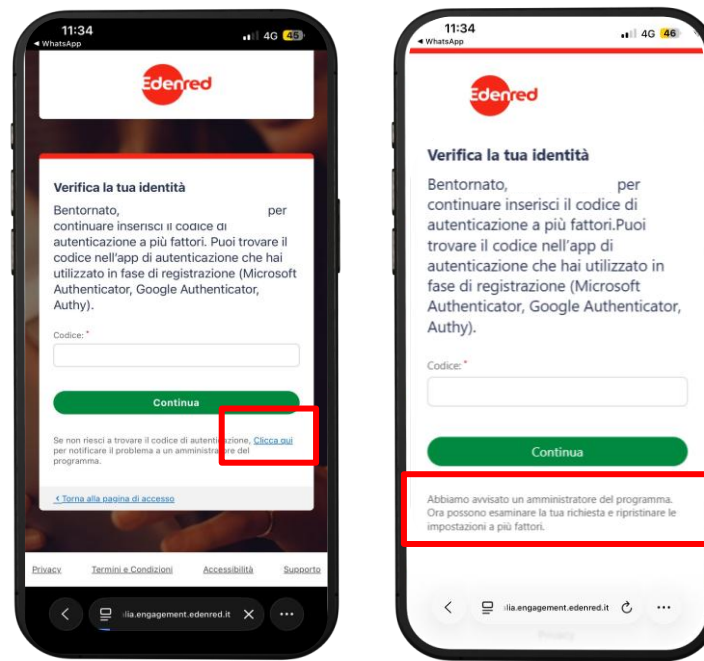 11:34
WhatsApp
4G 45
Edenred
Verifica la tua identità
Bentornato, per
continuare inserisci il codice di
autenticazione a più fattori. Puoi trovare il
codice nell'app di autenticazione che hai
utilizzato in fase di registrazione (Microsoft
Authenticator, Google Authenticator,
Authy).
Codice: *
Continua
Se non riesci a trovare il codice di autenticazione, Clicca qui
per notificare il problema a un amministratore del
programma.
Torna alla pagina di accesso
Privacy Termini e Condizioni Accessibilità Supporto
lia.engagement.edenred.it
11:34
WhatsApp
4G 46
Edenred
Verifica la tua identità
Bentornato, per
continuare inserisci il codice di
autenticazione a più fattori.Puoi
trovare il codice nell'app di
autenticazione che hai utilizzato in
fase di registrazione (Microsoft
Authenticator, Google Authenticator,
Authy).
Codice: *
Continua
Abbiamo avvisato un amministratore del programma.
Ora possono esaminare la tua richiesta e ripristinare le
impostazioni a più fattori.
lia.engagement.edenred.it
Privacy